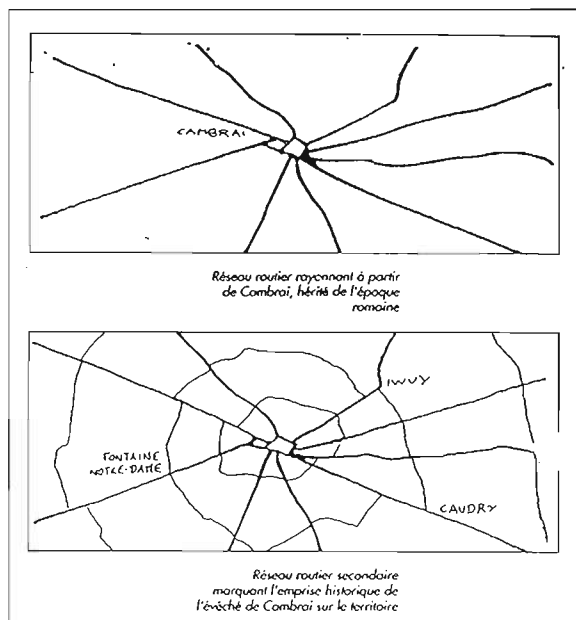 CAMBRAI
Réseau routier rayonnant à partir
de Cambrai, hérité de l'époque
romaine
IWUY
FONTAINE
NOTRE-DAME
CAUDRY
Réseau routier secondaire
marquant l'emprise historique de
l'évêché de Cambrai sur le territoire